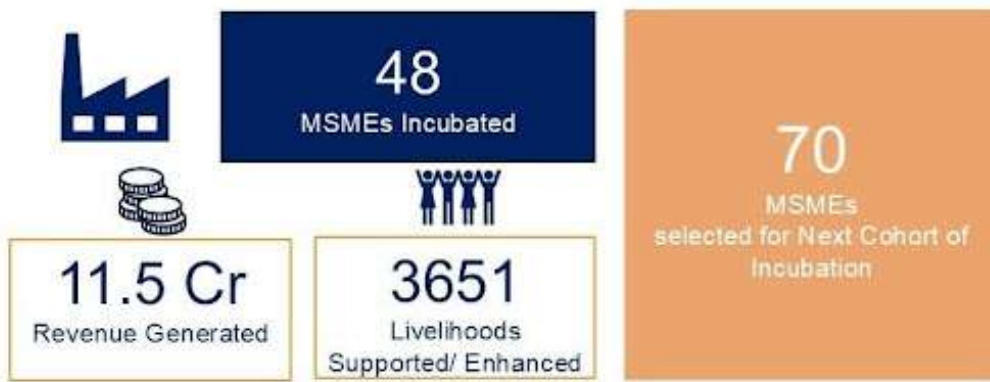 48
MSMEs Incubated
11.5 Cr
Revenue Generated
3651
Livelihoods
Supported/ Enhanced
70
MSMEs
selected for Next Cohort of
Incubation